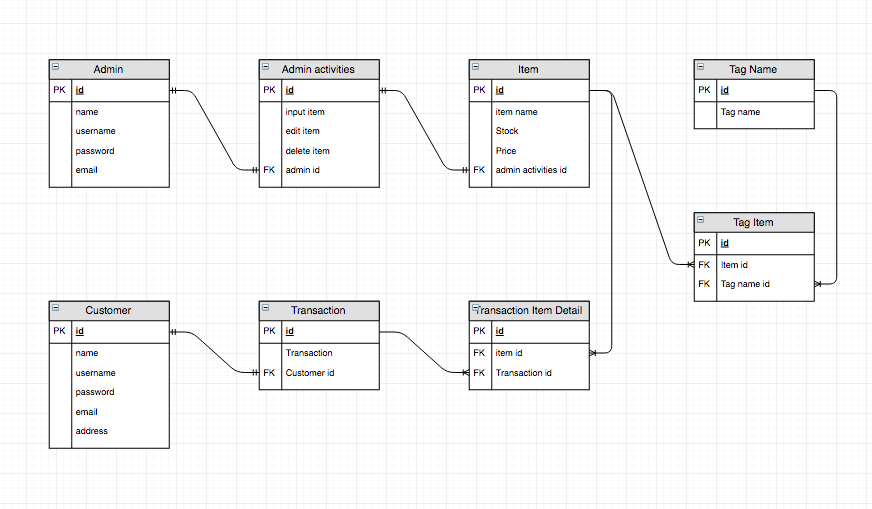 Admin
PK id
name
username
password
email
Admin activities
PK id
input item
edit item
delete item
FK admin id
Item
PK id
item name
Stock
Price
FK admin activities id
Tag Name
PK id
Tag name
Tag Item
PK id
FK Item id
FK Tag name id
Customer
PK id
name
username
password
email
address
Transaction
PK id
Transaction
FK Customer id
Transaction Item Detail
PK id
FK item id
FK Transaction id